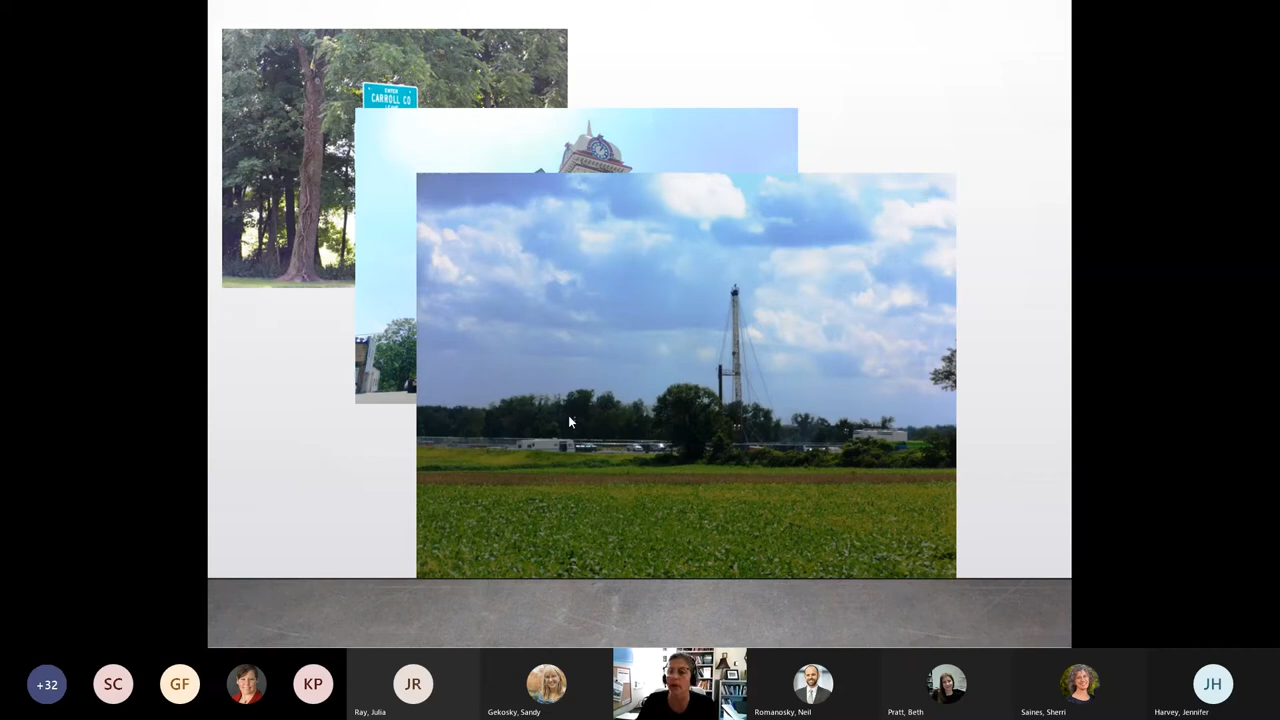 ENTER
CARROLL CO
+32
SC
GF
KP
JR
Ray, Julia
Gekosky, Sandy
Romanosky, Neil
Pratt, Beth
Saines, Sherri
JH
Harvey, Jennifer